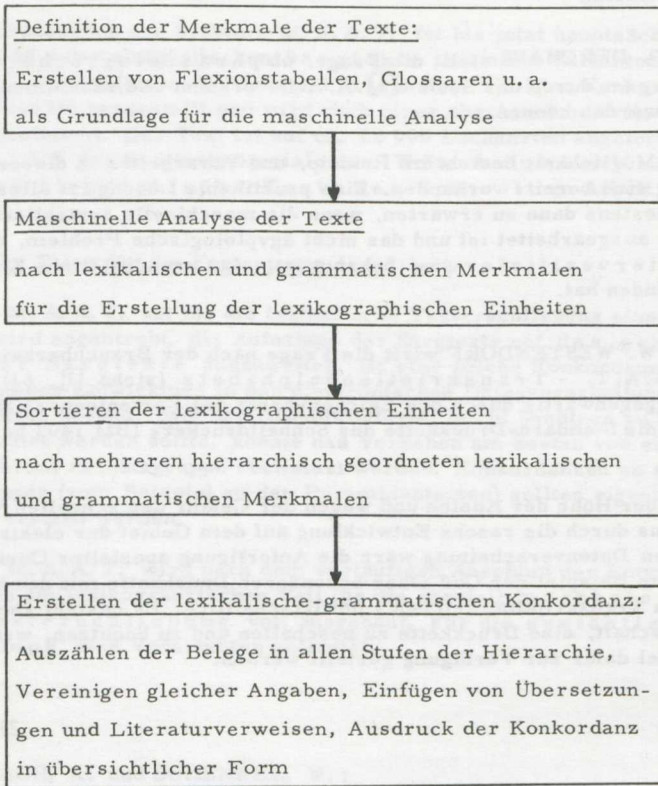 Definition der Merkmale der Texte:
Erstellen von Flexionstabellen, Glossaren u. a.
als Grundlage für die maschinelle Analyse
Maschinelle Analyse der Texte
nach lexikalischen und grammatischen Merkmalen
für die Erstellung der lexikographischen Einheiten
Sortieren der lexikographischen Einheiten
nach mehreren hierarchisch geordneten lexikalischen
und grammatischen Merkmalen
Erstellen der lexikalische-grammatischen Konkordanz:
Auszählen der Belege in allen Stufen der Hierarchie,
Vereinigen gleicher Angaben, Einfügen von Übersetzun-
gen und Literaturverweisen, Ausdruck der Konkordanz
in übersichtlicher Form